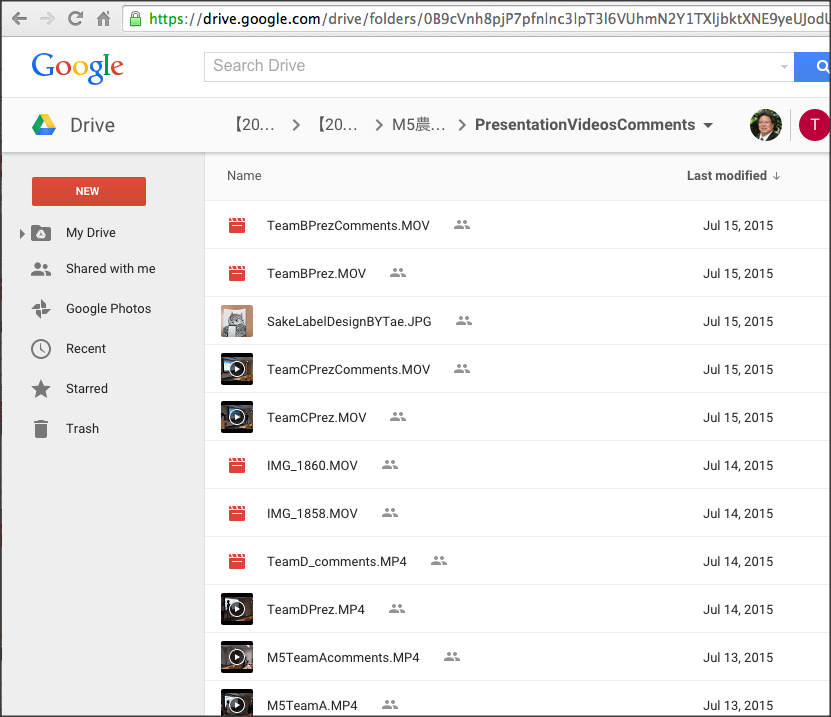 https://drive.google.com/drive/folders/0B9cVnh8pjP7pfnlnc3lpT3l6VUhmN2Y1TXljbktXNE9yeUJodU
Google
Search Drive
Drive
【20... > 【20... > M5農... > PresentationVideosComments
T
NEW
My Drive
Shared with me
Google Photos
Recent
Starred
Trash
Name Last modified ↓
TeamBPrezComments.MOV Jul 15, 2015
TeamBPrez.MOV Jul 15, 2015
SakeLabelDesignBYTae.JPG Jul 15, 2015
TeamCPrezComments.MOV Jul 15, 2015
TeamCPrez.MOV Jul 15, 2015
IMG_1860.MOV Jul 14, 2015
IMG_1858.MOV Jul 14, 2015
TeamD_comments.MP4 Jul 14, 2015
TeamDPrez.MP4 Jul 14, 2015
M5TeamAcomments.MP4 Jul 13, 2015
M5TeamA.MP4 Jul 13, 2015